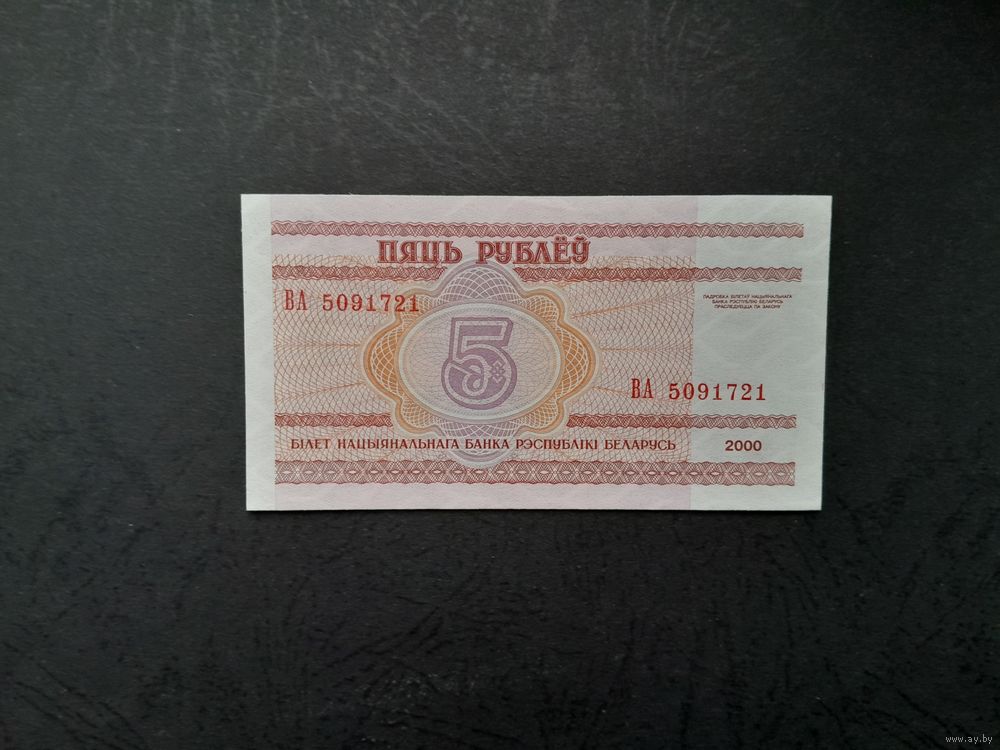 ПЯЦЬ РУБЛЁЎ
ВА 5091721
ПАДРОБКА БІЛЕТАЎ НАЦЫЯНАЛЬНАГА
БАНКА РЭСПУБЛІКІ БЕЛАРУСЬ
ПРАСЛЕДУЕЦЦА ПА ЗАКОНУ
5
ВА 5091721
БІЛЕТ НАЦЫЯНАЛЬНАГА БАНКА РЭСПУБЛІКІ БЕЛАРУСЬ 2000
www.ay.by